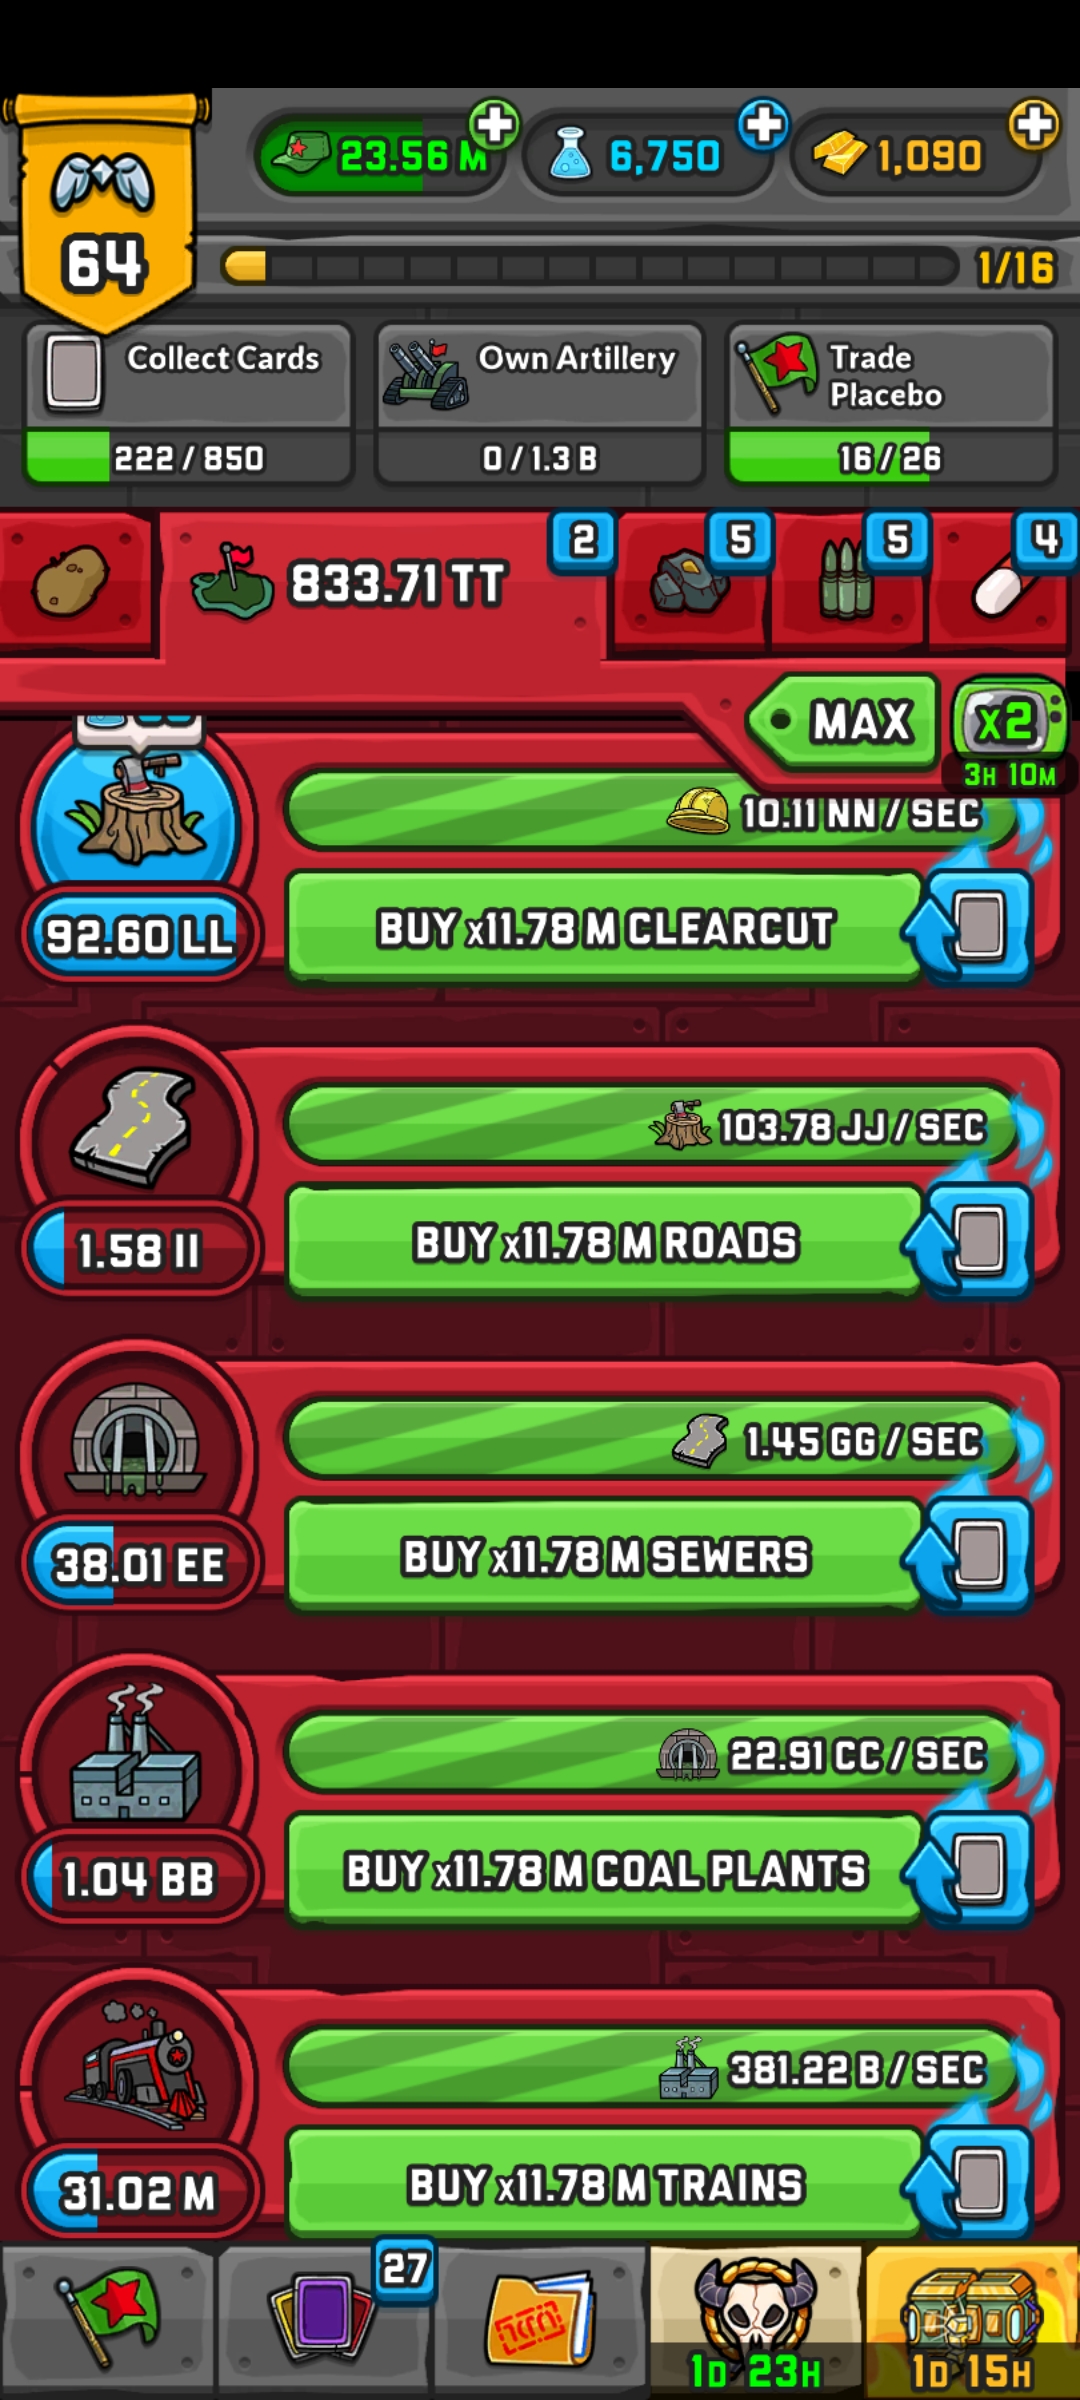 23.56 M
6,750
1,090
64
1/16
Collect Cards
222 / 850
Own Artillery
0 / 1.3 B
Trade
Placebo
16 / 26
833.71 TT
2
5
5
4
MAX
x2
3H 10M
10.11 NN / SEC
92.60 LL
BUY x11.78 M CLEARCUT
103.78 JJ / SEC
1.58 II
BUY x11.78 M ROADS
1.45 GG / SEC
38.01 EE
BUY x11.78 M SEWERS
22.91 CC / SEC
1.04 BB
BUY x11.78 M COAL PLANTS
381.22 B / SEC
31.02 M
BUY x11.78 M TRAINS
27
1D 23H
1D 15H